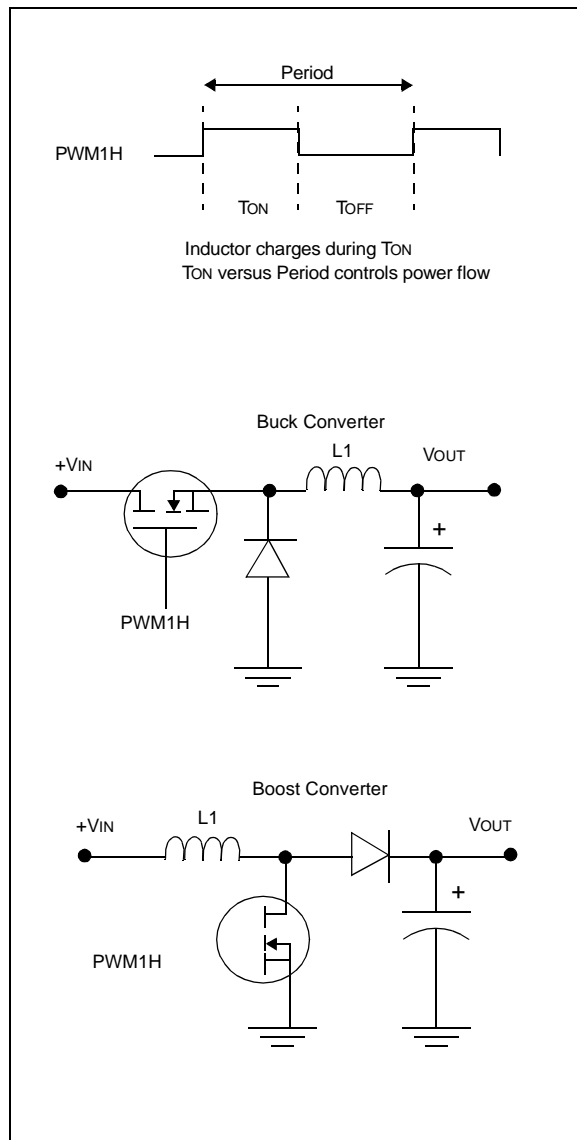 Period
PWM1H
TON
TOFF
Inductor charges during TON
TON versus Period controls power flow
Buck Converter
L1
+VIN
VOUT
+
PWM1H
Boost Converter
L1
+VIN
VOUT
+
PWM1H